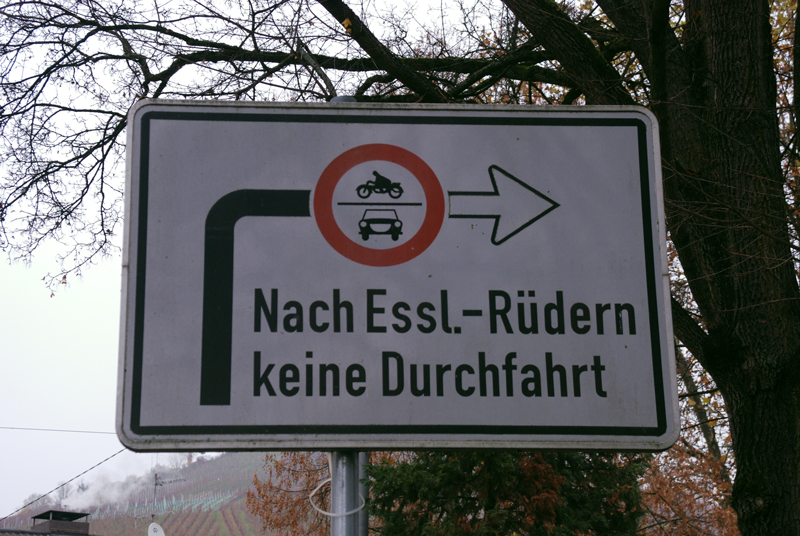 Nach Essl.-Rüdern
keine Durchfahrt